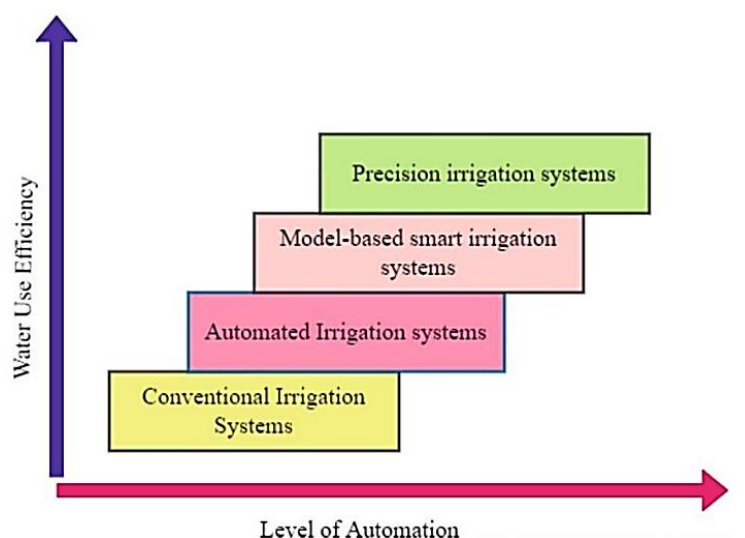 Water Use Efficiency
Precision irrigation systems
Model-based smart irrigation
systems
Automated Irrigation systems
Conventional Irrigation
Systems
Level of Automation